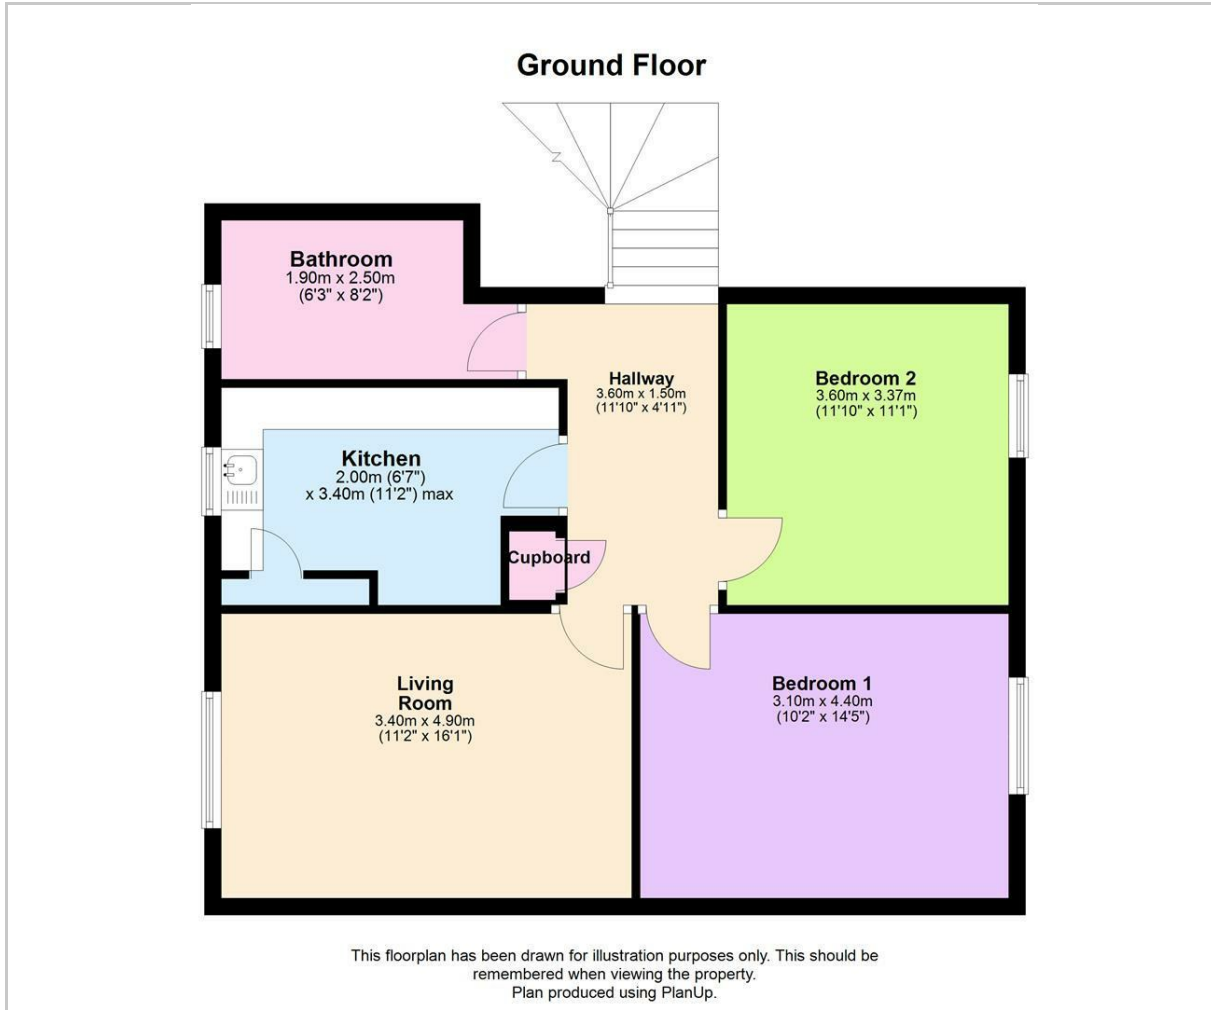 Ground Floor
Bathroom
1.90m x 2.50m
(6'3" x 8'2")
Hallway
3.60m x 1.50m
(11'10" x 4'11")
Bedroom 2
3.60m x 3.37m
(11'10" x 11'1")
Kitchen
2.00m (6'7")
x 3.40m (11'2") max
Cupboard
Living
Room
3.40m x 4.90m
(11'2" x 16'1")
Bedroom 1
3.10m x 4.40m
(10'2" x 14'5")
This floorplan has been drawn for illustration purposes only. This should be
remembered when viewing the property.
Plan produced using PlanUp.